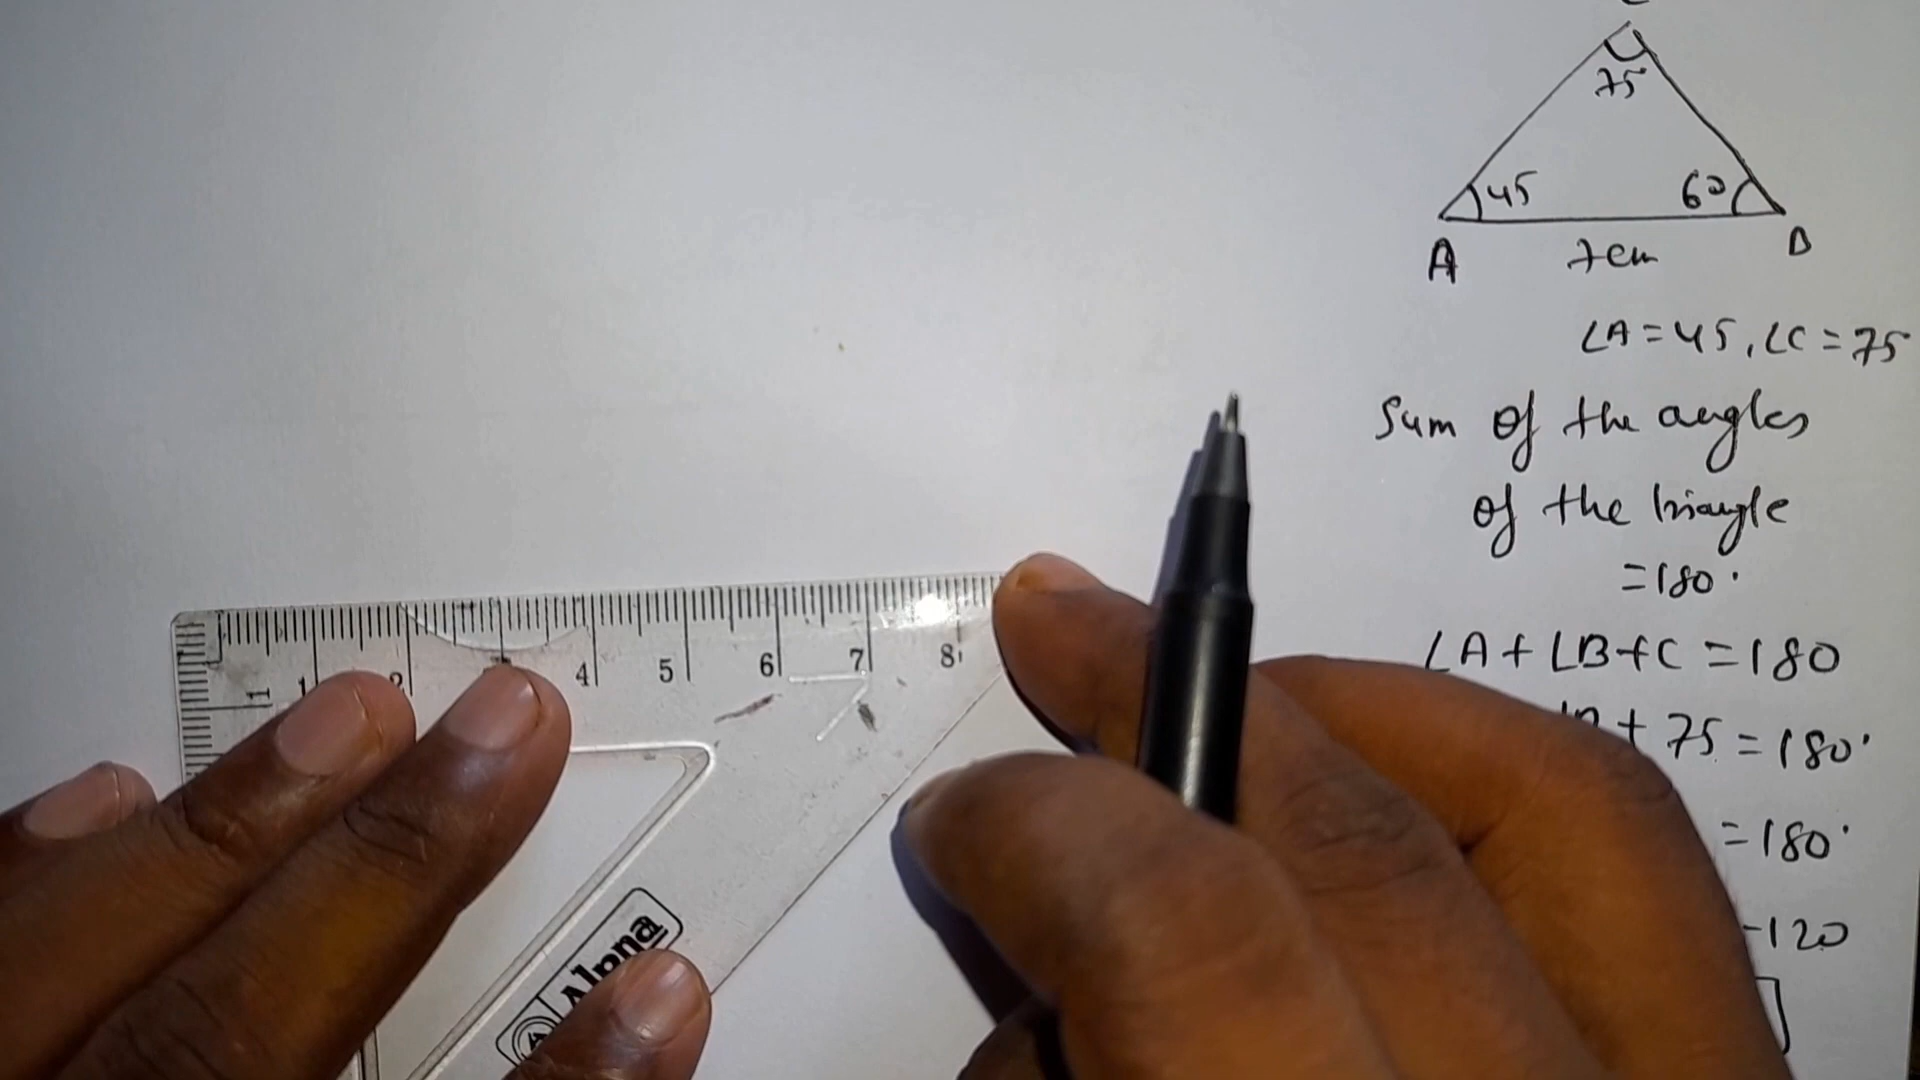 75
45 60
A 7cm B
∠A = 45, ∠C = 75
Sum of the angles
of the triangle
= 180°
∠A + ∠B + C = 180
+ 75 = 180°
= 180°
-120
1 1 2 4 5 6 7 8
Alpna